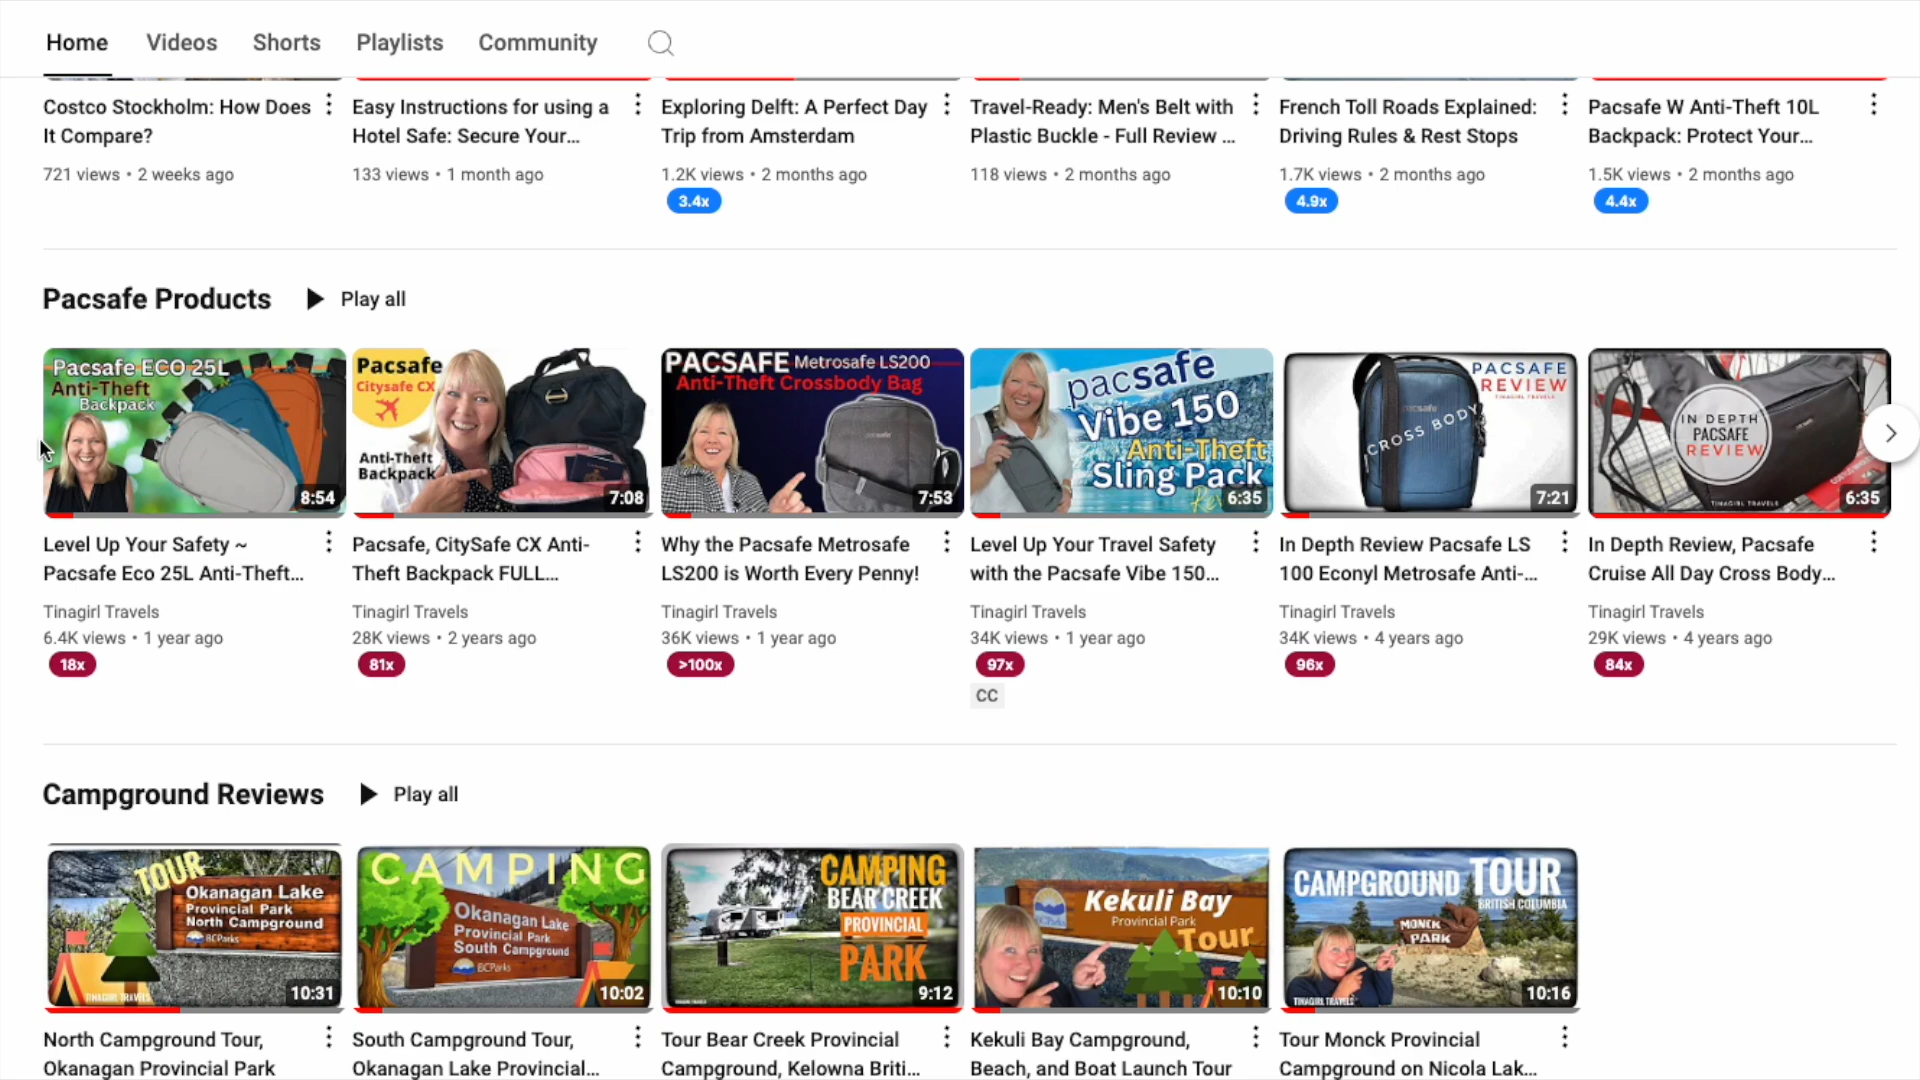 Home Videos Shorts Playlists Community
Costco Stockholm: How Does
It Compare?
721 views • 2 weeks ago
Easy Instructions for using a
Hotel Safe: Secure Your...
133 views • 1 month ago
Exploring Delft: A Perfect Day
Trip from Amsterdam
1.2K views • 2 months ago
3.4x
Travel-Ready: Men's Belt with
Plastic Buckle - Full Review ...
118 views • 2 months ago
French Toll Roads Explained:
Driving Rules & Rest Stops
1.7K views • 2 months ago
4.9x
Pacsafe W Anti-Theft 10L
Backpack: Protect Your...
1.5K views • 2 months ago
4.4x
Pacsafe Products
Play all
Pacsafe ECO 25L
Anti-Theft
Backpack
8:54
Level Up Your Safety ~
Pacsafe Eco 25L Anti-Theft...
Tinagirl Travels
6.4K views • 1 year ago
18x
Pacsafe
Citysafe CX
Anti-Theft
Backpack
7:08
Pacsafe, CitySafe CX Anti-
Theft Backpack FULL...
Tinagirl Travels
28K views • 2 years ago
81x
PACSAFE Metrosafe LS200
Anti-Theft Crossbody Bag
7:53
Why the Pacsafe Metrosafe
LS200 is Worth Every Penny!
Tinagirl Travels
36K views • 1 year ago
>100x
pacsafe
Vibe 150
Anti-Theft
Sling Pack
6:35
Level Up Your Travel Safety
with the Pacsafe Vibe 150...
Tinagirl Travels
34K views • 1 year ago
97x
CC
PACSAFE
REVIEW
TINAGIRL TRAVELS
pacsafe
CROSS BODY
7:21
In Depth Review Pacsafe LS
100 Econyl Metrosafe Anti-...
Tinagirl Travels
34K views • 4 years ago
96x
IN DEPTH
PACSAFE
REVIEW
TINAGIRL TRAVELS
6:35
In Depth Review, Pacsafe
Cruise All Day Cross Body...
Tinagirl Travels
29K views • 4 years ago
84x
Campground Reviews
Play all
TOUR
Okanagan Lake
Provincial Park
North Campground
BCParks
TINAGIRL TRAVELS
10:31
North Campground Tour,
Okanagan Provincial Park
CAMPING
Okanagan Lake
Provincial Park
South Campground
BCParks
10:02
South Campground Tour,
Okanagan Lake Provincial...
CAMPING
BEAR CREEK
PROVINCIAL
PARK
TINAGIRL TRAVELS
9:12
Tour Bear Creek Provincial
Campground, Kelowna Briti...
Kekuli Bay
Provincial Park
Tour
BCParks
10:10
Kekuli Bay Campground,
Beach, and Boat Launch Tour
CAMPGROUND TOUR
BRITISH COLUMBIA
MONCK
PARK
TINAGIRL TRAVELS
10:16
Tour Monck Provincial
Campground on Nicola Lak...